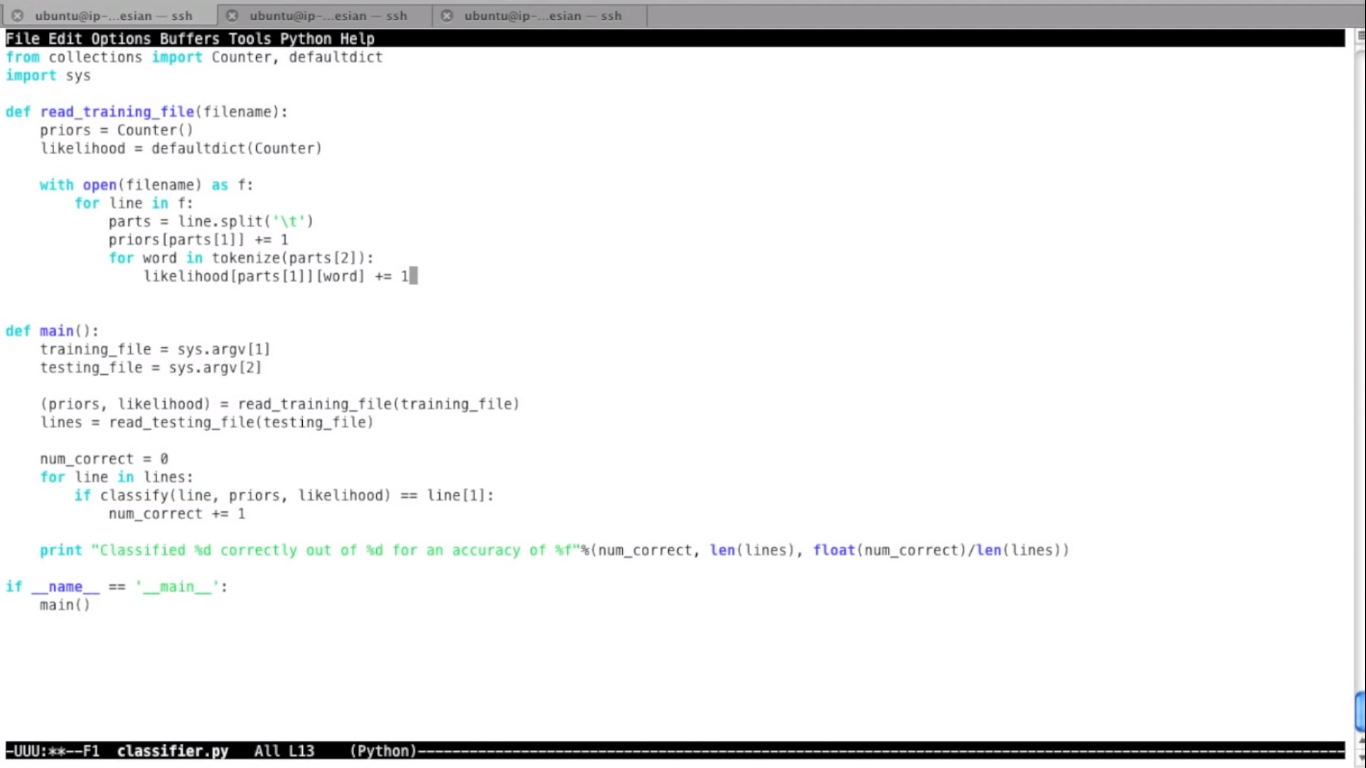 ubuntu@ip-...esian — ssh ubuntu@ip-...esian — ssh ubuntu@ip-...esian — ssh
File Edit Options Buffers Tools Python Help
from collections import Counter, defaultdict
import sys

def read_training_file(filename):
    priors = Counter()
    likelihood = defaultdict(Counter)

    with open(filename) as f:
        for line in f:
            parts = line.split('\t')
            priors[parts[1]] += 1
            for word in tokenize(parts[2]):
                likelihood[parts[1]][word] += 1

def main():
    training_file = sys.argv[1]
    testing_file = sys.argv[2]

    (priors, likelihood) = read_training_file(training_file)
    lines = read_testing_file(testing_file)

    num_correct = 0
    for line in lines:
        if classify(line, priors, likelihood) == line[1]:
            num_correct += 1

    print "Classified %d correctly out of %d for an accuracy of %f"%(num_correct, len(lines), float(num_correct)/len(lines))

if __name__ == '__main__':
    main()
-UUU:**--F1  classifier.py   All L13    (Python)------------------------------------------------------------------------------------------------------------